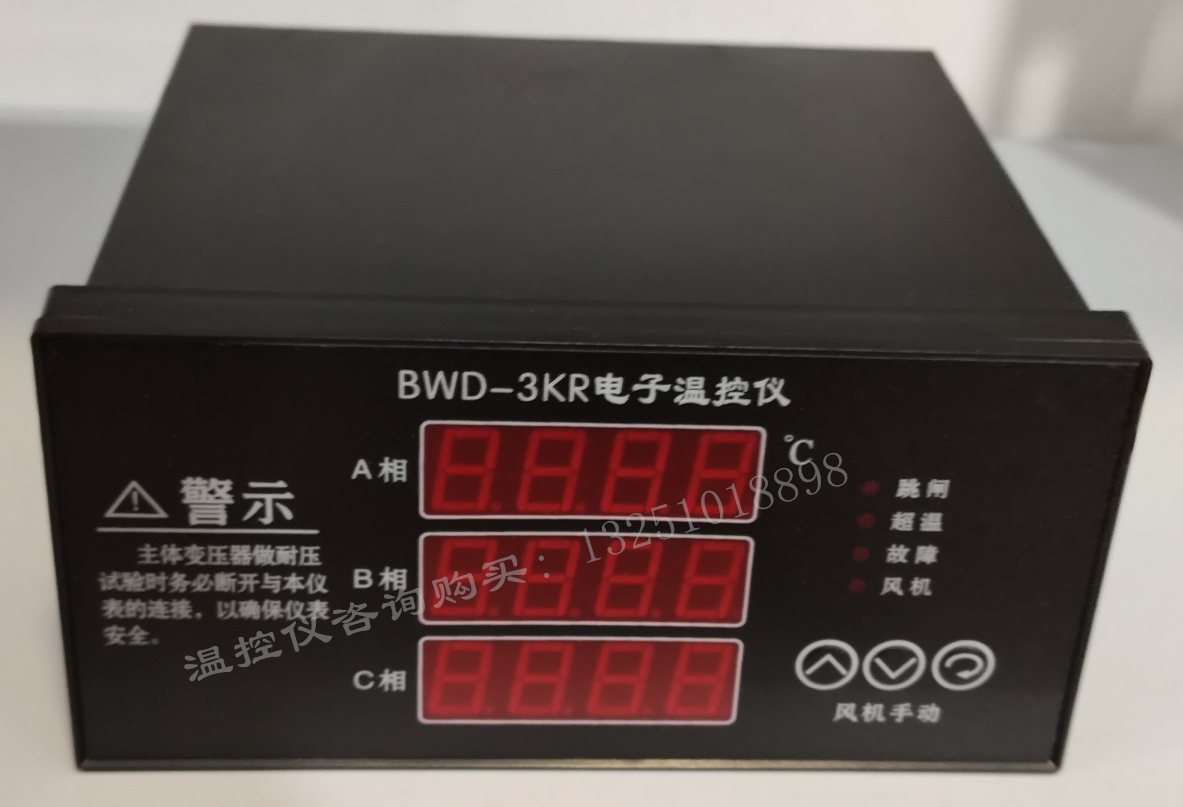 BWD-3KR电子温控仪
A相
℃
B相
C相
警示
主体变压器做耐压
试验时务必断开与本仪
表的连接，以确保仪表
安全。
跳闸
超温
故障
风机
风机手动
温控仪咨询购买：13251018898